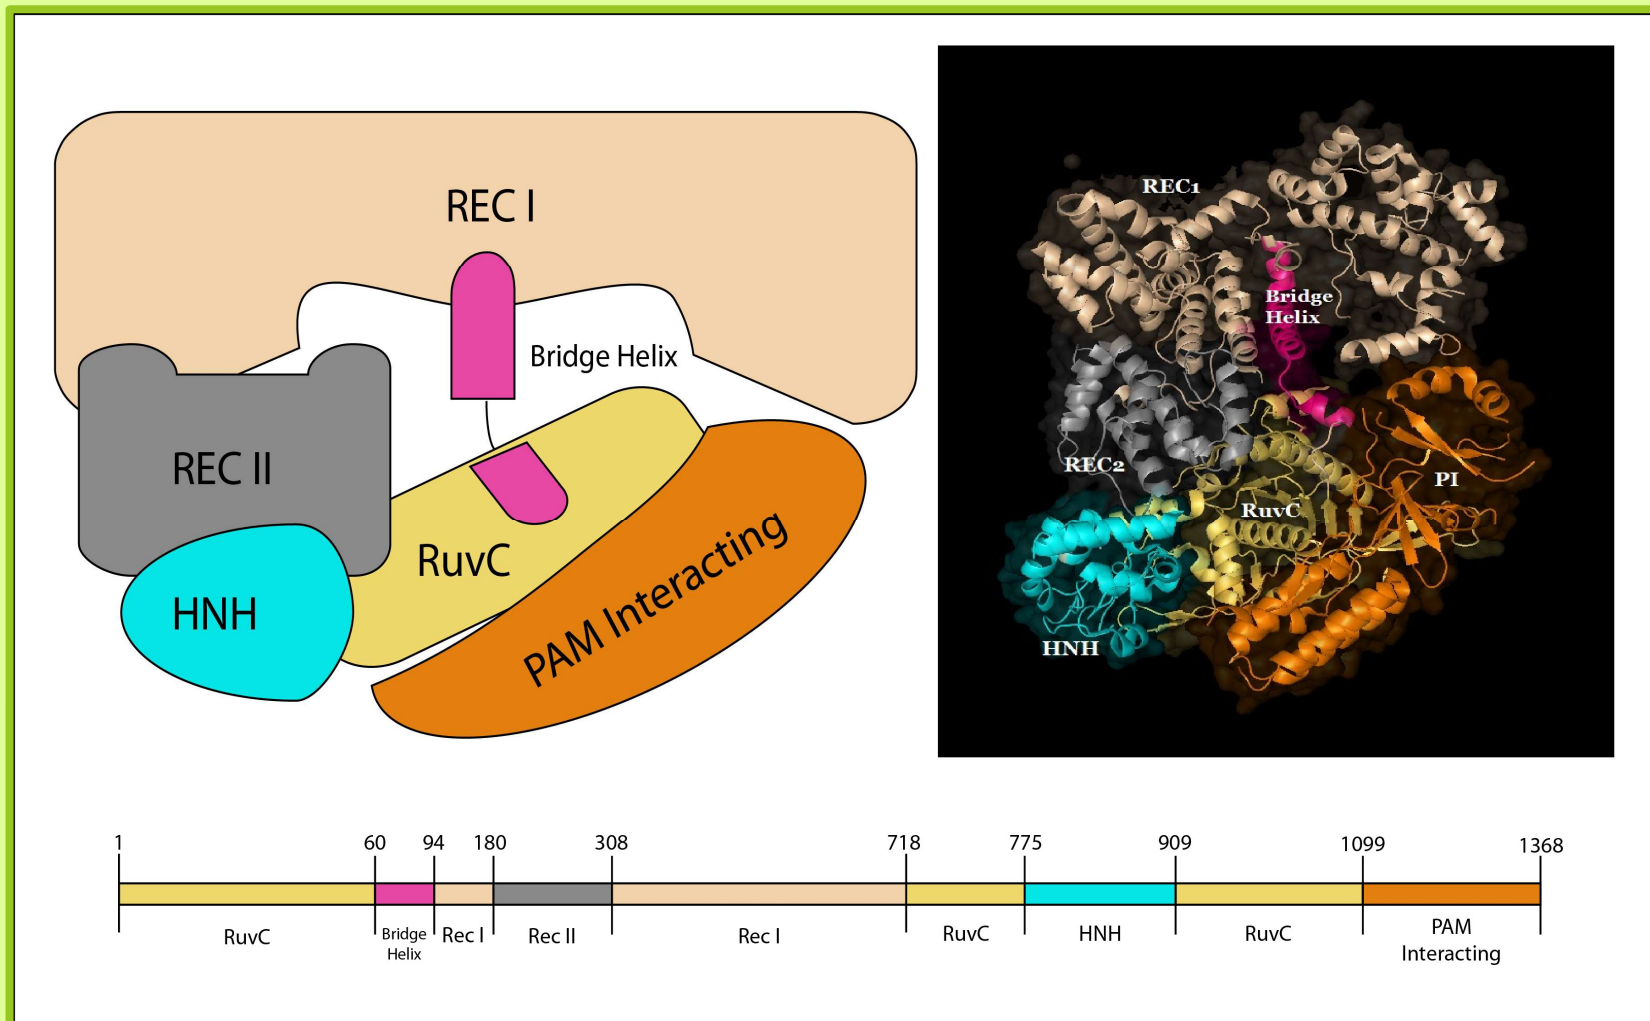 REC I
Bridge Helix
REC II
RuvC
HNH
PAM Interacting
REC1
Bridge
Helix
REC2
PI
RuvC
HNH
1 60 94 180 308 718 775 909 1099 1368
RuvC Bridge Helix Rec I Rec II Rec I RuvC HNH RuvC PAM Interacting